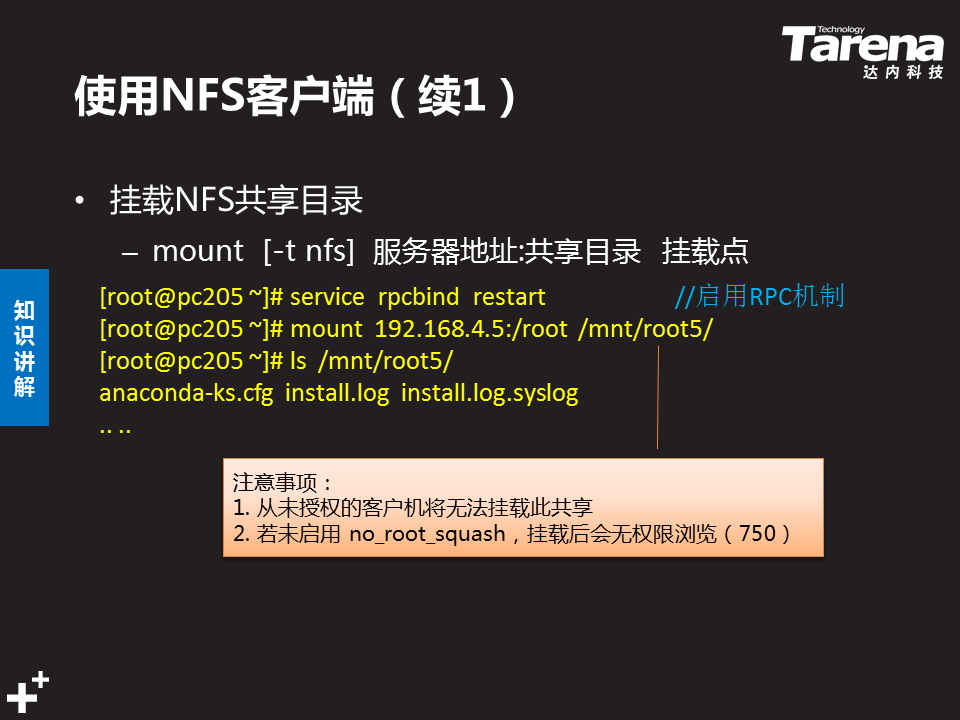 Technology
Tarena
达内科技
使用NFS客户端（续1）
• 挂载NFS共享目录
– mount [-t nfs] 服务器地址:共享目录 挂载点
[root@pc205 ~]# service rpcbind restart //启用RPC机制
[root@pc205 ~]# mount 192.168.4.5:/root /mnt/root5/
[root@pc205 ~]# ls /mnt/root5/
anaconda-ks.cfg install.log install.log.syslog
.. ..
知识讲解
注意事项：
1. 从未授权的客户机将无法挂载此共享
2. 若未启用 no_root_squash，挂载后会无权限浏览（750）